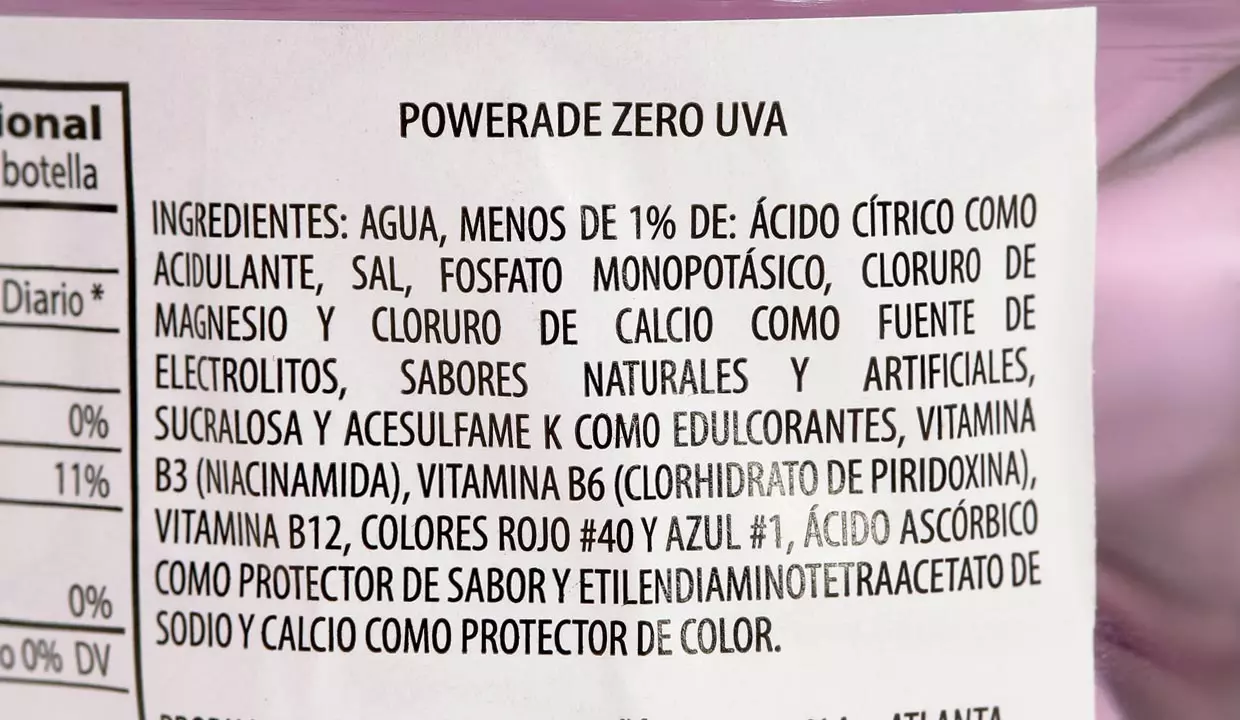 ional
botella
Diario *
0%
11%
0%
0% DV
POWERADE ZERO UVA
INGREDIENTES: AGUA, MENOS DE 1% DE: ÁCIDO CÍTRICO COMO
ACIDULANTE, SAL, FOSFATO MONOPOTÁSICO, CLORURO DE
MAGNESIO Y CLORURO DE CALCIO COMO FUENTE DE
ELECTROLITOS, SABORES NATURALES Y ARTIFICIALES,
SUCRALOSA Y ACESULFAME K COMO EDULCORANTES, VITAMINA
B3 (NIACINAMIDA), VITAMINA B6 (CLORHIDRATO DE PIRIDOXINA),
VITAMINA B12, COLORES ROJO #40 Y AZUL #1, ÁCIDO ASCÓRBICO
COMO PROTECTOR DE SABOR Y ETILENDIAMINOTETRAACETATO DE
SODIO Y CALCIO COMO PROTECTOR DE COLOR.
ATLANTA